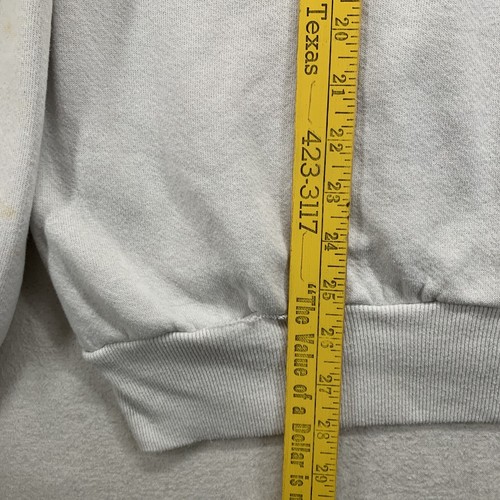 Texas — 423-3117 — "The Value of a Dollar is
20 21 22 23 24 25 26 27 28 29